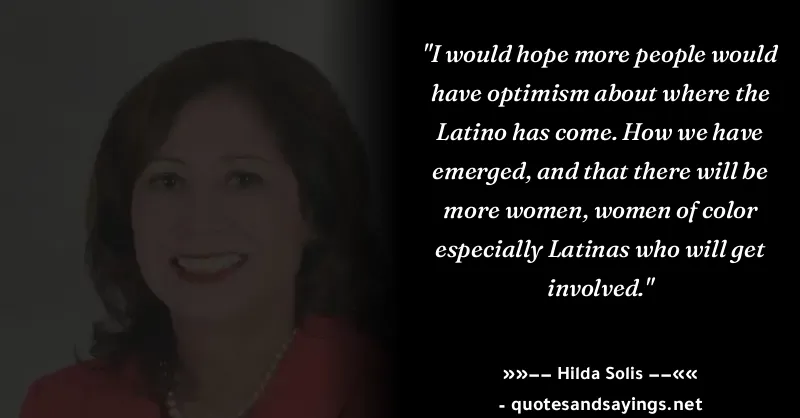 "I would hope more people would
have optimism about where the
Latino has come. How we have
emerged, and that there will be
more women, women of color
especially Latinas who will get
involved."
»»–– Hilda Solis ––««
- quotesandsayings.net